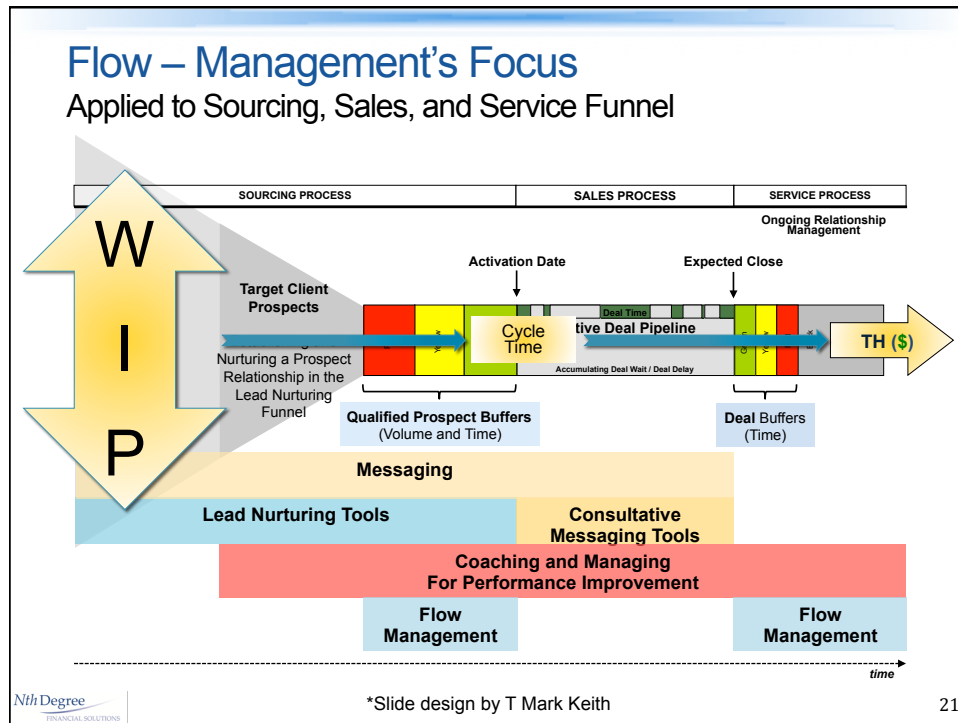 Flow – Management's Focus
Applied to Sourcing, Sales, and Service Funnel
SOURCING PROCESS
SALES PROCESS
SERVICE PROCESS
Ongoing Relationship
Management
W
I
P
Activation Date
Expected Close
Target Client
Prospects
Nurturing a Prospect
Relationship in the
Lead Nurturing
Funnel
Deal Time
Cycle
Time
Deal Pipeline
Accumulating Deal Wait / Deal Delay
TH ($)
Qualified Prospect Buffers
(Volume and Time)
Deal Buffers
(Time)
Messaging
Lead Nurturing Tools
Consultative
Messaging Tools
Coaching and Managing
For Performance Improvement
Flow
Management
Flow
Management
time
Nth Degree
FINANCIAL SOLUTIONS
*Slide design by T Mark Keith
21